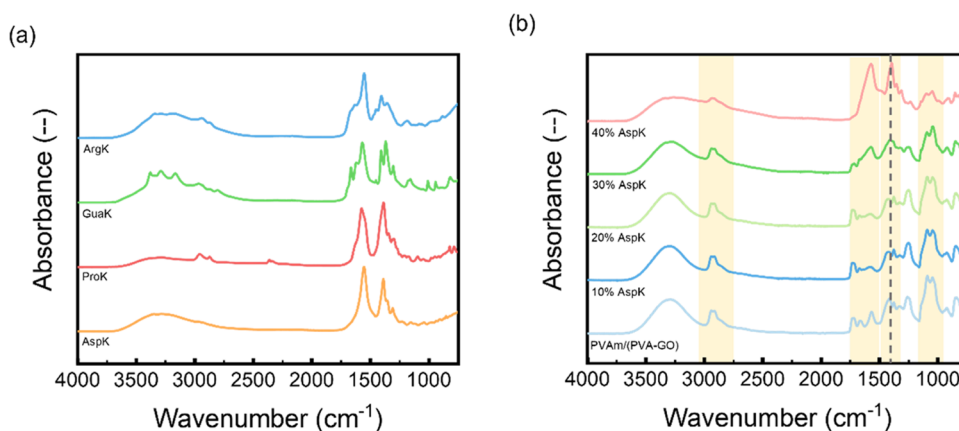 (a)
Absorbance (--)
ArgK
GuaK
ProK
AspK
4000 3500 3000 2500 2000 1500 1000
Wavenumber (cm⁻¹)
(b)
Absorbance (--)
40% AspK
30% AspK
20% AspK
10% AspK
PVAm/(PVA-GO)
4000 3500 3000 2500 2000 1500 1000
Wavenumber (cm⁻¹)